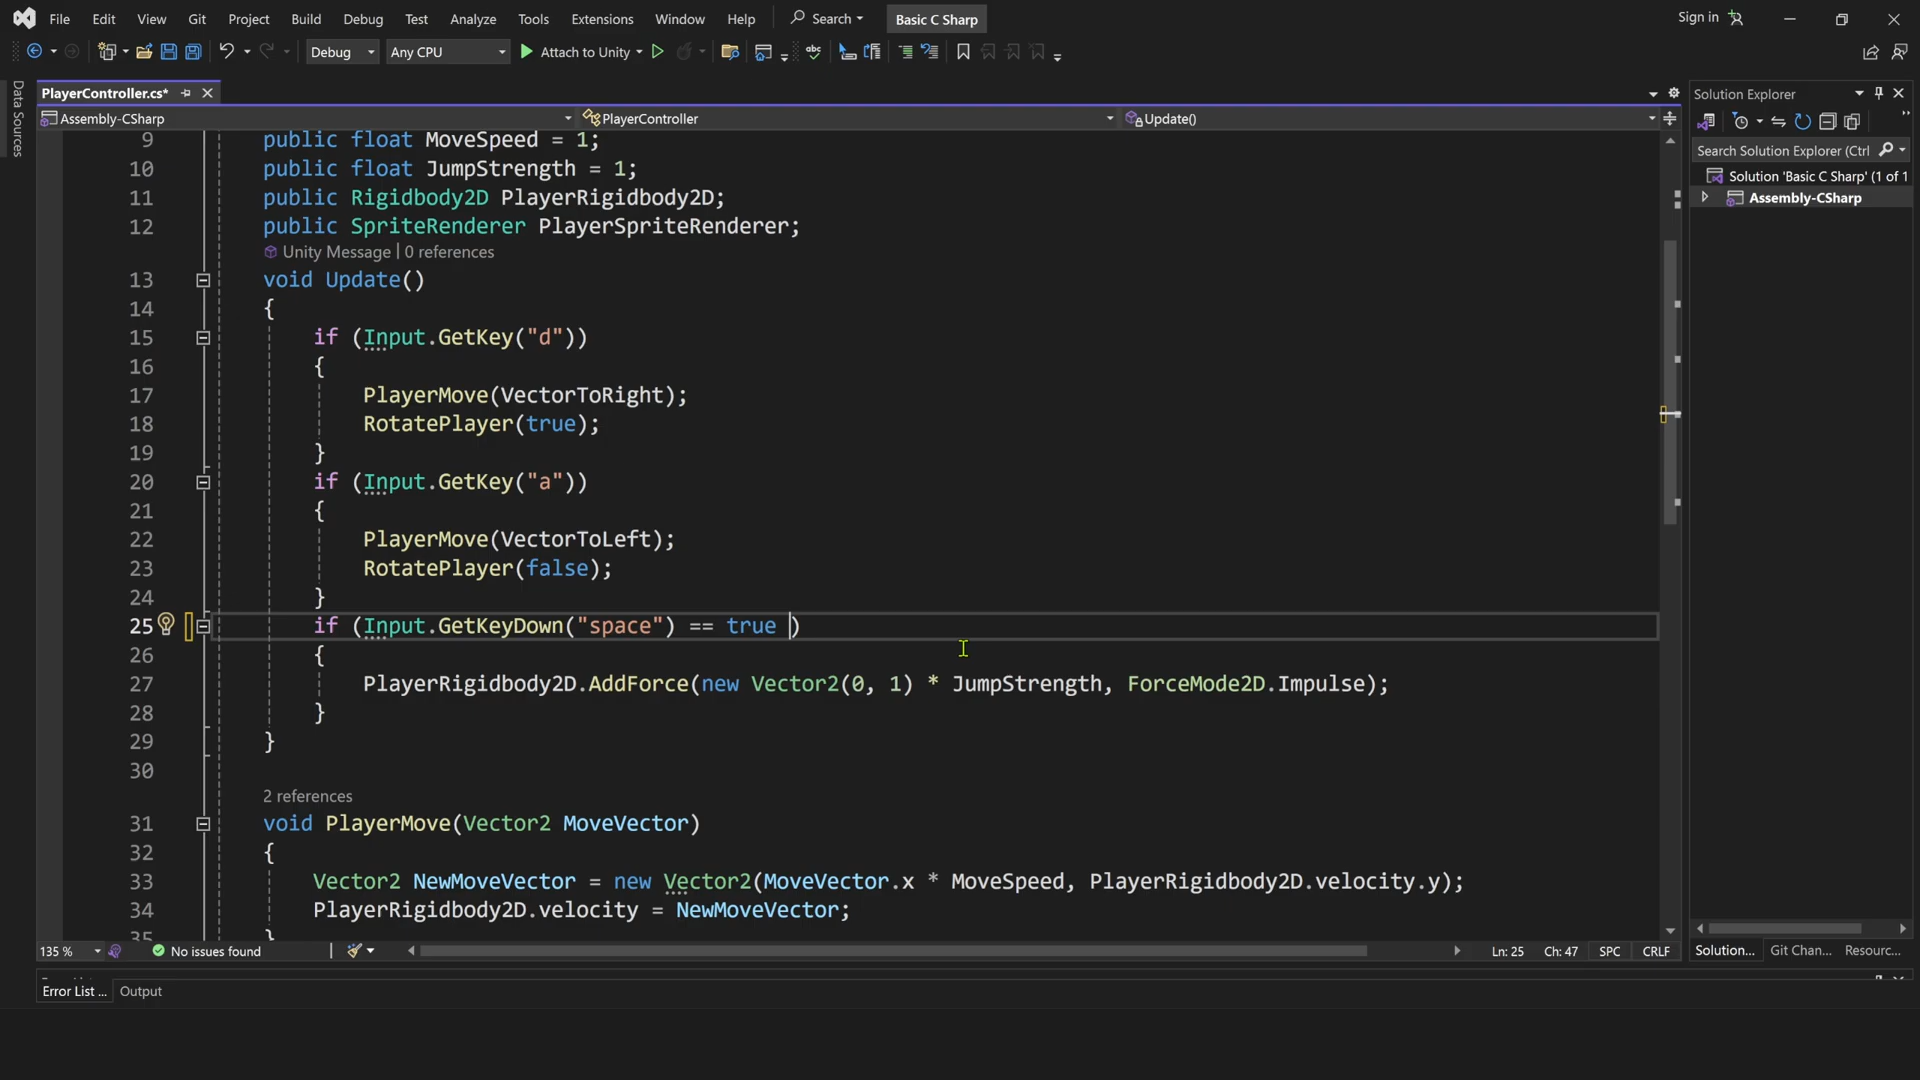 File Edit View Git Project Build Debug Test Analyze Tools Extensions Window Help Search Basic C Sharp Sign in
Debug Any CPU Attach to Unity
Data Sources
PlayerController.cs*
Assembly-CSharp PlayerController Update()
9 public float MoveSpeed = 1;
10 public float JumpStrength = 1;
11 public Rigidbody2D PlayerRigidbody2D;
12 public SpriteRenderer PlayerSpriteRenderer;
Unity Message | 0 references
13 void Update()
14 {
15 if (Input.GetKey("d"))
16 {
17 PlayerMove(VectorToRight);
18 RotatePlayer(true);
19 }
20 if (Input.GetKey("a"))
21 {
22 PlayerMove(VectorToLeft);
23 RotatePlayer(false);
24 }
25 if (Input.GetKeyDown("space") == true )
26 {
27 PlayerRigidbody2D.AddForce(new Vector2(0, 1) * JumpStrength, ForceMode2D.Impulse);
28 }
29 }
30
2 references
31 void PlayerMove(Vector2 MoveVector)
32 {
33 Vector2 NewMoveVector = new Vector2(MoveVector.x * MoveSpeed, PlayerRigidbody2D.velocity.y);
34 PlayerRigidbody2D.velocity = NewMoveVector;
35 }
135 % No issues found Ln: 25 Ch: 47 SPC CRLF
Solution Explorer
Search Solution Explorer (Ctrl
Solution 'Basic C Sharp' (1 of 1
Assembly-CSharp
Solution... Git Chan... Resourc...
Error List ... Output